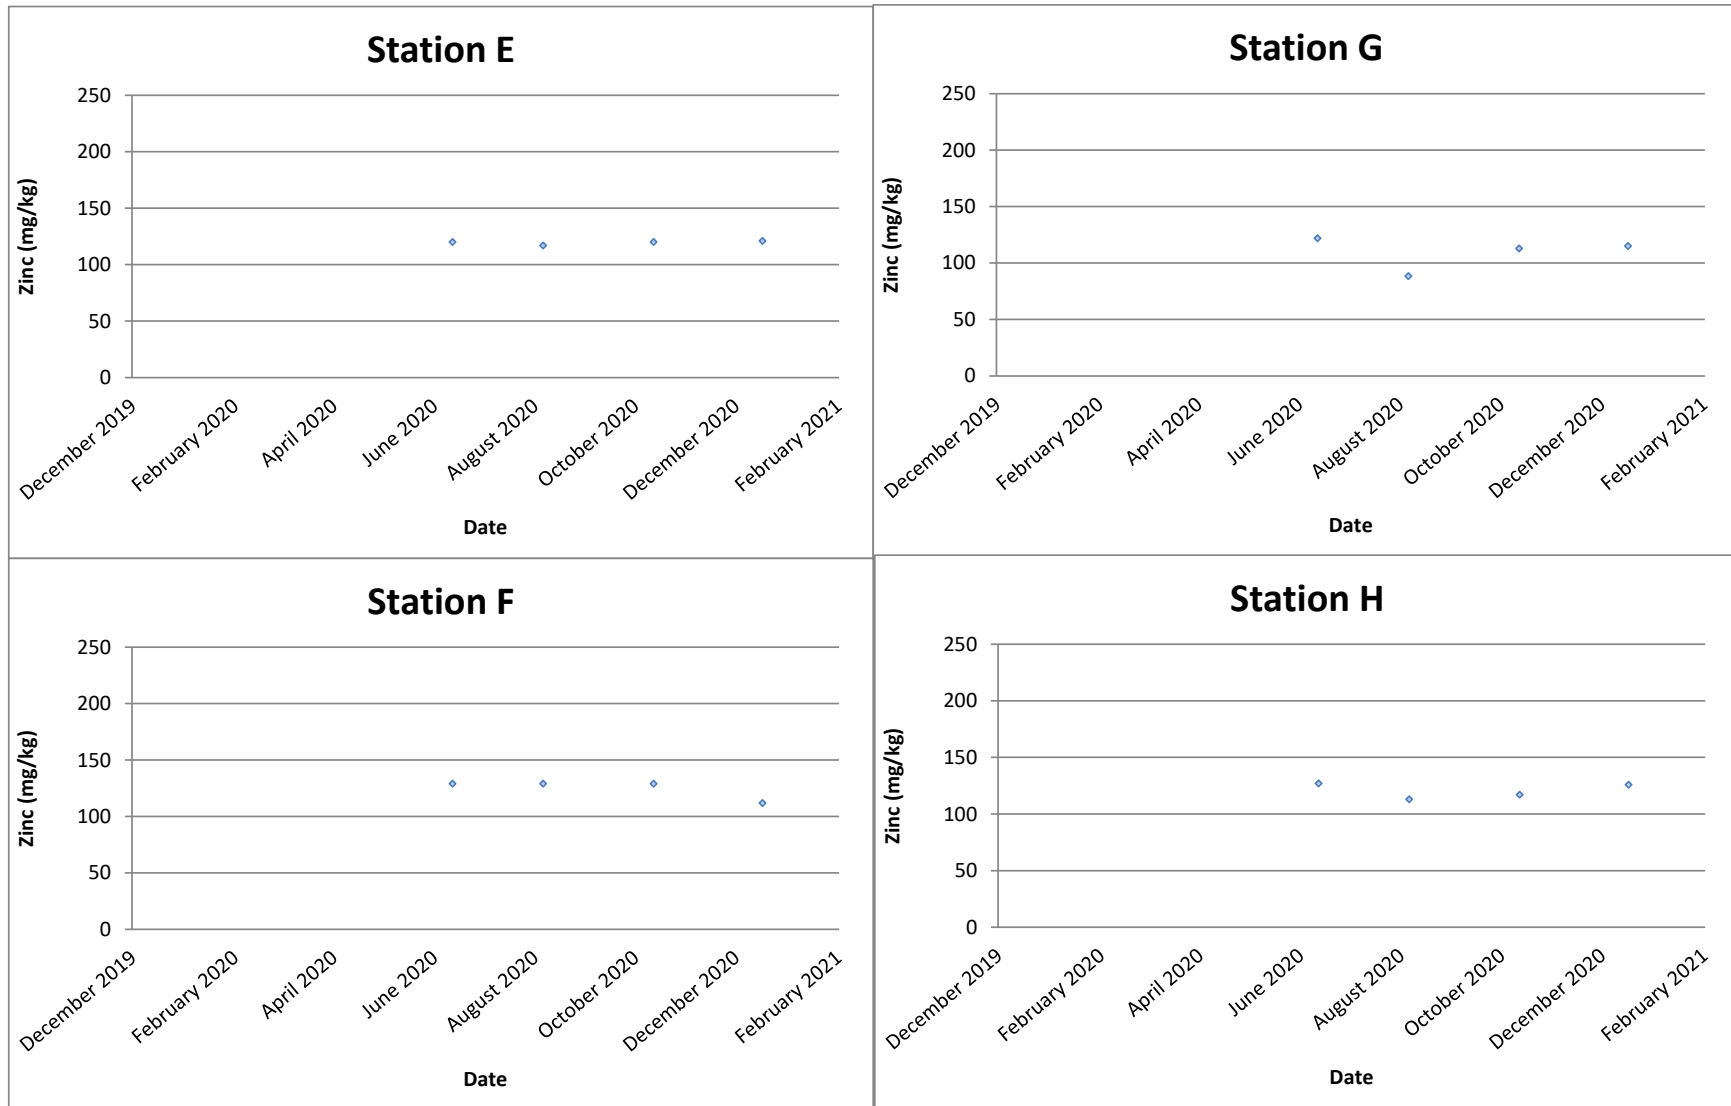 Station E
250
200
150
100
50
0
Zinc (mg/kg)
December 2019
February 2020
April 2020
June 2020
August 2020
October 2020
December 2020
February 2021
Date
Station G
250
200
150
100
50
0
Zinc (mg/kg)
December 2019
February 2020
April 2020
June 2020
August 2020
October 2020
December 2020
February 2021
Date
Station F
250
200
150
100
50
0
Zinc (mg/kg)
December 2019
February 2020
April 2020
June 2020
August 2020
October 2020
December 2020
February 2021
Date
Station H
250
200
150
100
50
0
Zinc (mg/kg)
December 2019
February 2020
April 2020
June 2020
August 2020
October 2020
December 2020
February 2021
Date